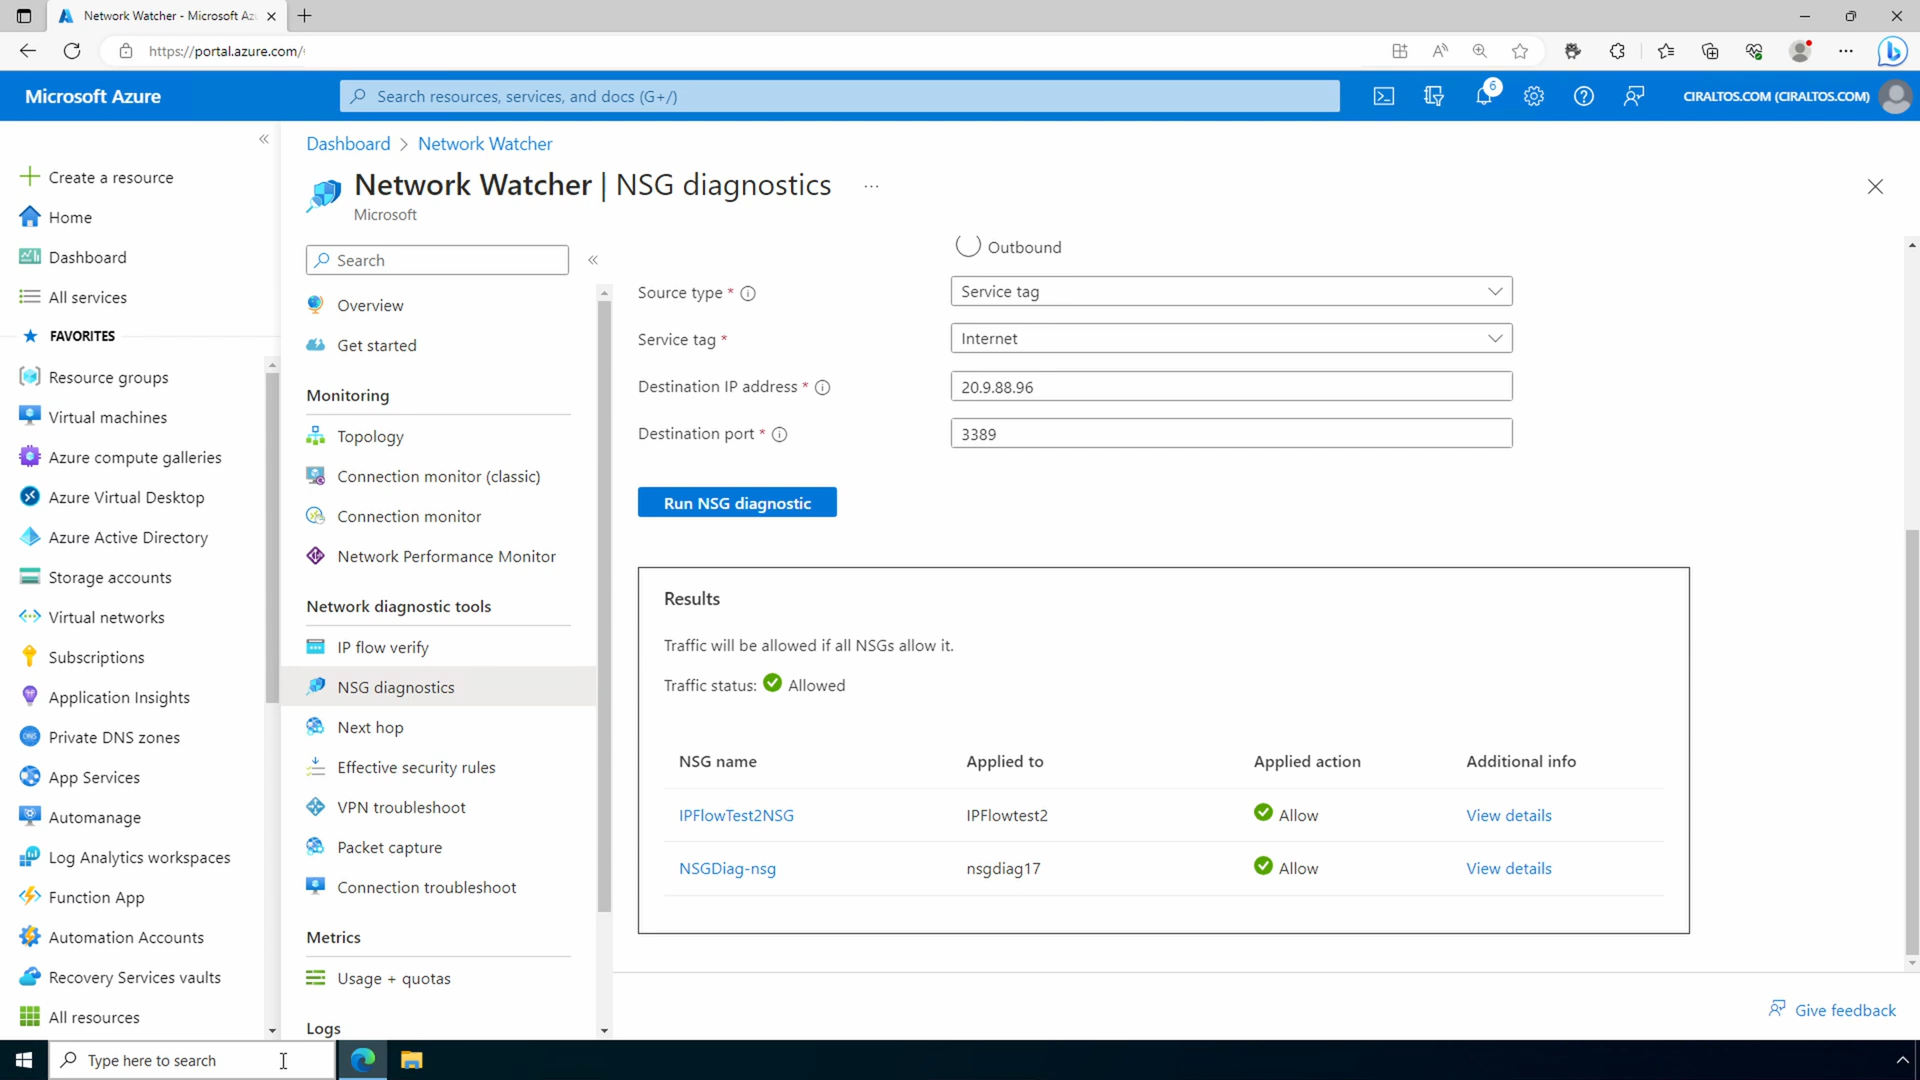 Network Watcher - Microsoft Az
https://portal.azure.com/
Microsoft Azure
Search resources, services, and docs (G+/)
6
CIRALTOS.COM (CIRALTOS.COM)
Create a resource
Home
Dashboard
All services
FAVORITES
Resource groups
Virtual machines
Azure compute galleries
Azure Virtual Desktop
Azure Active Directory
Storage accounts
Virtual networks
Subscriptions
Application Insights
Private DNS zones
App Services
Automanage
Log Analytics workspaces
Function App
Automation Accounts
Recovery Services vaults
All resources
Dashboard > Network Watcher
Network Watcher | NSG diagnostics ...
Microsoft
Search
Overview
Get started
Monitoring
Topology
Connection monitor (classic)
Connection monitor
Network Performance Monitor
Network diagnostic tools
IP flow verify
NSG diagnostics
Next hop
Effective security rules
VPN troubleshoot
Packet capture
Connection troubleshoot
Metrics
Usage + quotas
Logs
Outbound
Source type * Service tag
Service tag * Internet
Destination IP address * 20.9.88.96
Destination port * 3389
Run NSG diagnostic
Results
Traffic will be allowed if all NSGs allow it.
Traffic status: Allowed
NSG name Applied to Applied action Additional info
IPFlowTest2NSG IPFlowtest2 Allow View details
NSGDiag-nsg nsgdiag17 Allow View details
Give feedback
Type here to search